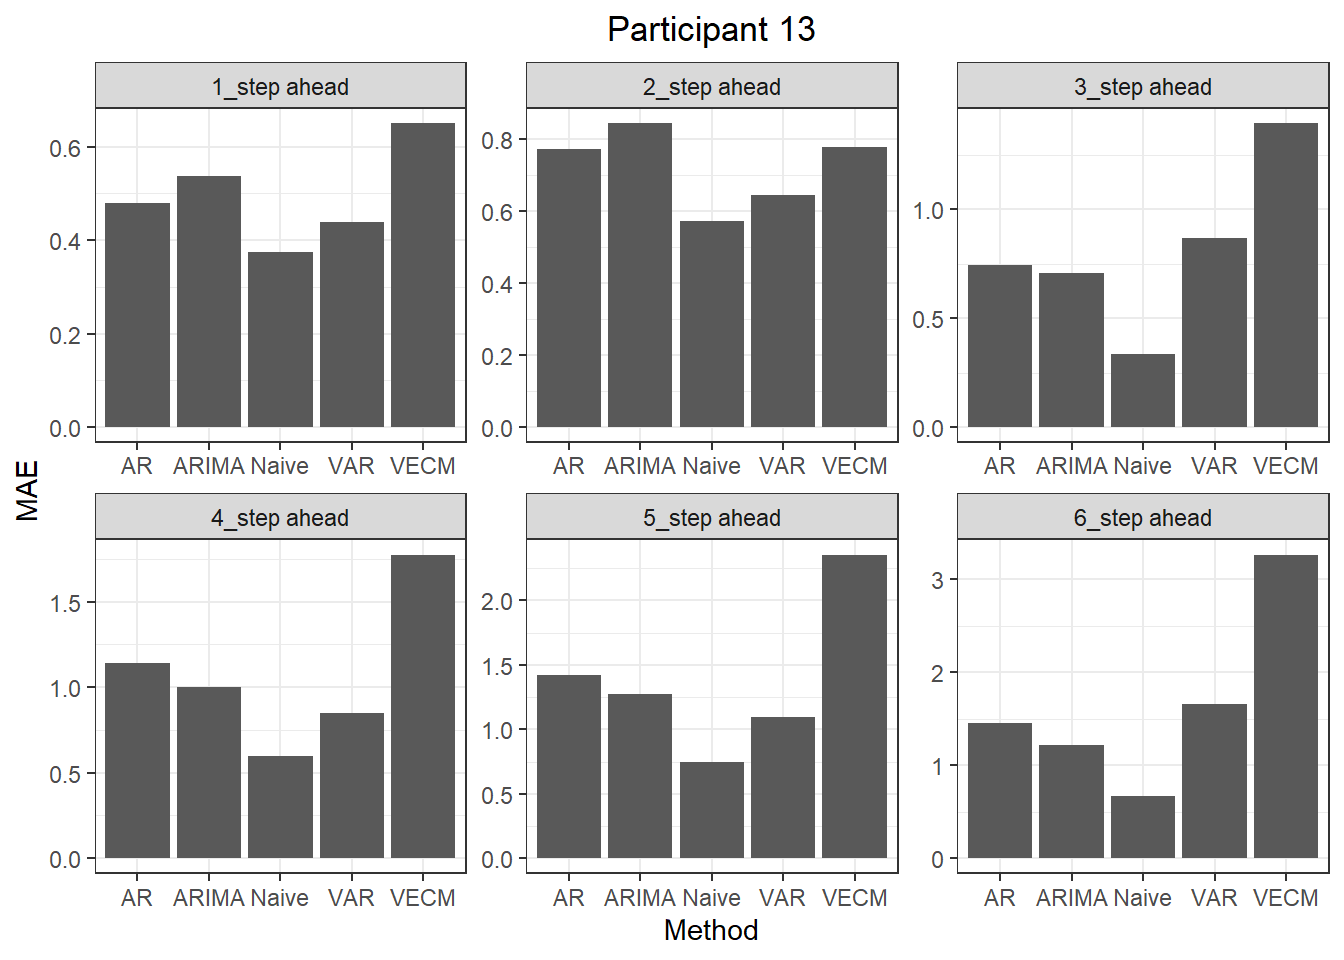 Participant 13
1_step ahead
2_step ahead
3_step ahead
0.6
0.4
0.2
0.0
0.8
0.6
0.4
0.2
0.0
1.0
0.5
0.0
AR ARIMA Naive VAR VECM
AR ARIMA Naive VAR VECM
AR ARIMA Naive VAR VECM
MAE
4_step ahead
5_step ahead
6_step ahead
1.5
1.0
0.5
0.0
2.0
1.5
1.0
0.5
0.0
3
2
1
0
AR ARIMA Naive VAR VECM
AR ARIMA Naive VAR VECM
AR ARIMA Naive VAR VECM
Method